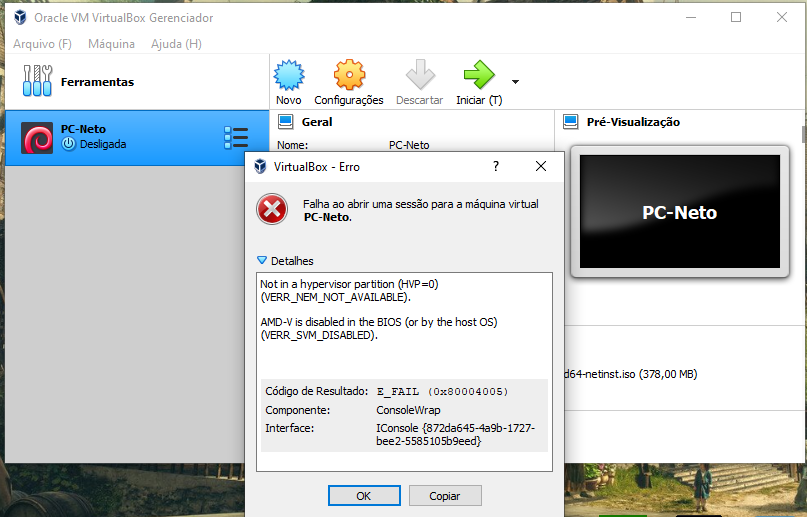 Oracle VM VirtualBox Gerenciador
Arquivo (F) Máquina Ajuda (H)
Ferramentas
Novo Configurações Descartar Iniciar (T)
PC-Neto
Desligada
Geral
Nome: PC-Neto
Pré-Visualização
PC-Neto
VirtualBox - Erro
Falha ao abrir uma sessão para a máquina virtual
PC-Neto.
Detalhes
Not in a hypervisor partition (HVP=0)
(VERR_NEM_NOT_AVAILABLE).
AMD-V is disabled in the BIOS (or by the host OS)
(VERR_SVM_DISABLED).
Código de Resultado: E_FAIL (0x80004005)
Componente: ConsoleWrap
Interface: IConsole {872da645-4a9b-1727-
bee2-5585105b9eed}
OK Copiar
d64-netinst.iso (378,00 MB)